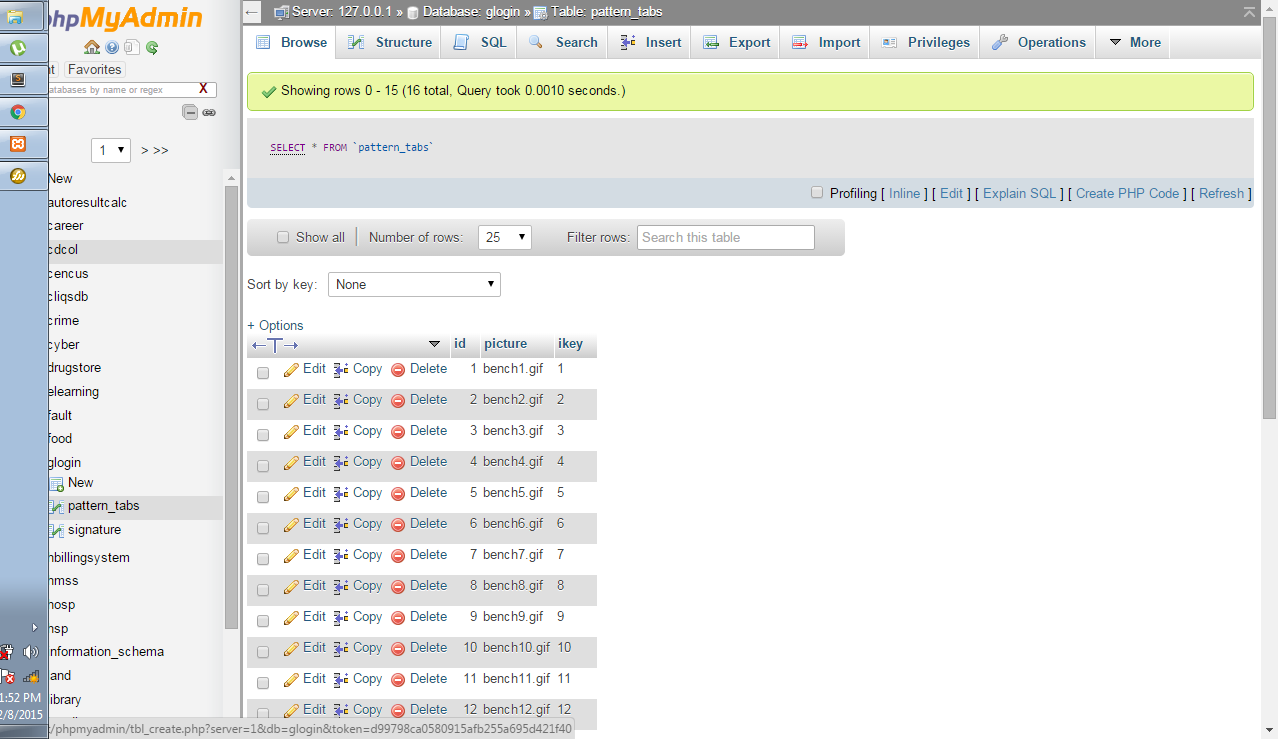 phpMyAdmin
Favorites
atabases by name or regex X
1 > >>
New
autoresultcalc
career
cdcol
cencus
cliqsdb
crime
cyber
drugstore
elearning
fault
food
glogin
New
pattern_tabs
signature
hbillingsystem
hmss
hosp
hsp
information_schema
land
library
1:52 PM
2/8/2015
Server: 127.0.0.1 » Database: glogin » Table: pattern_tabs
Browse Structure SQL Search Insert Export Import Privileges Operations More
Showing rows 0 - 15 (16 total, Query took 0.0010 seconds.)
SELECT * FROM `pattern_tabs`
Profiling [ Inline ] [ Edit ] [ Explain SQL ] [ Create PHP Code ] [ Refresh ]
Show all Number of rows: 25 Filter rows: Search this table
Sort by key: None
+ Options
←T→ id picture ikey
Edit Copy Delete 1 bench1.gif 1
Edit Copy Delete 2 bench2.gif 2
Edit Copy Delete 3 bench3.gif 3
Edit Copy Delete 4 bench4.gif 4
Edit Copy Delete 5 bench5.gif 5
Edit Copy Delete 6 bench6.gif 6
Edit Copy Delete 7 bench7.gif 7
Edit Copy Delete 8 bench8.gif 8
Edit Copy Delete 9 bench9.gif 9
Edit Copy Delete 10 bench10.gif 10
Edit Copy Delete 11 bench11.gif 11
Edit Copy Delete 12 bench12.gif 12
/phpmyadmin/tbl_create.php?server=1&db=glogin&token=d99798ca0580915afb255a695d421f40